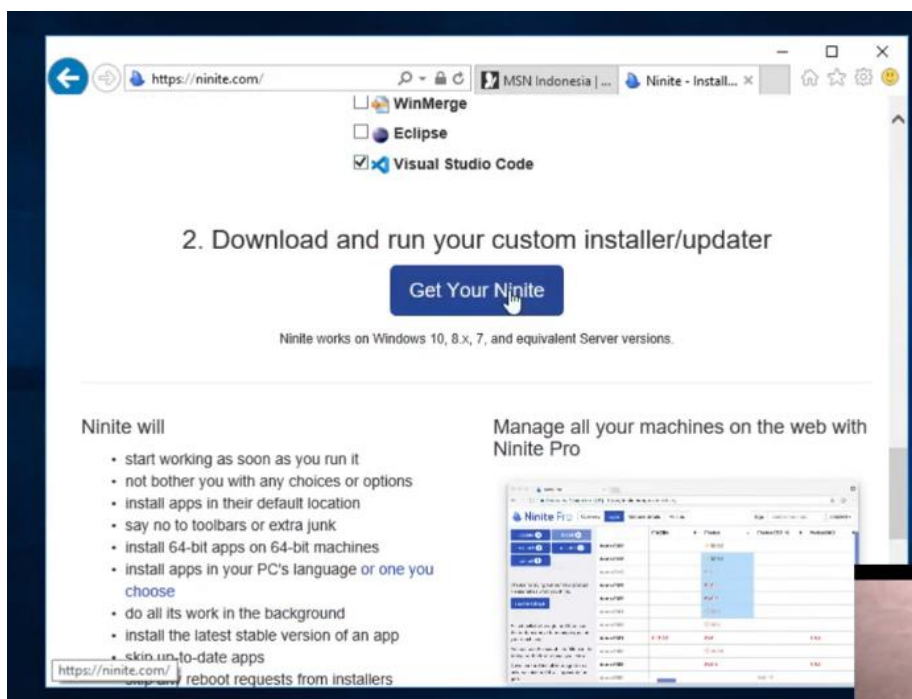 https://ninite.com/
MSN Indonesia | ...
Ninite - Install...
WinMerge
Eclipse
Visual Studio Code
2. Download and run your custom installer/updater
Get Your Ninite
Ninite works on Windows 10, 8.x, 7, and equivalent Server versions.
Ninite will
• start working as soon as you run it
• not bother you with any choices or options
• install apps in their default location
• say no to toolbars or extra junk
• install 64-bit apps on 64-bit machines
• install apps in your PC's language or one you
choose
• do all its work in the background
• install the latest stable version of an app
• skip up-to-date apps
• skip any reboot requests from installers
https://ninite.com/
Manage all your machines on the web with
Ninite Pro
Ninite Pro